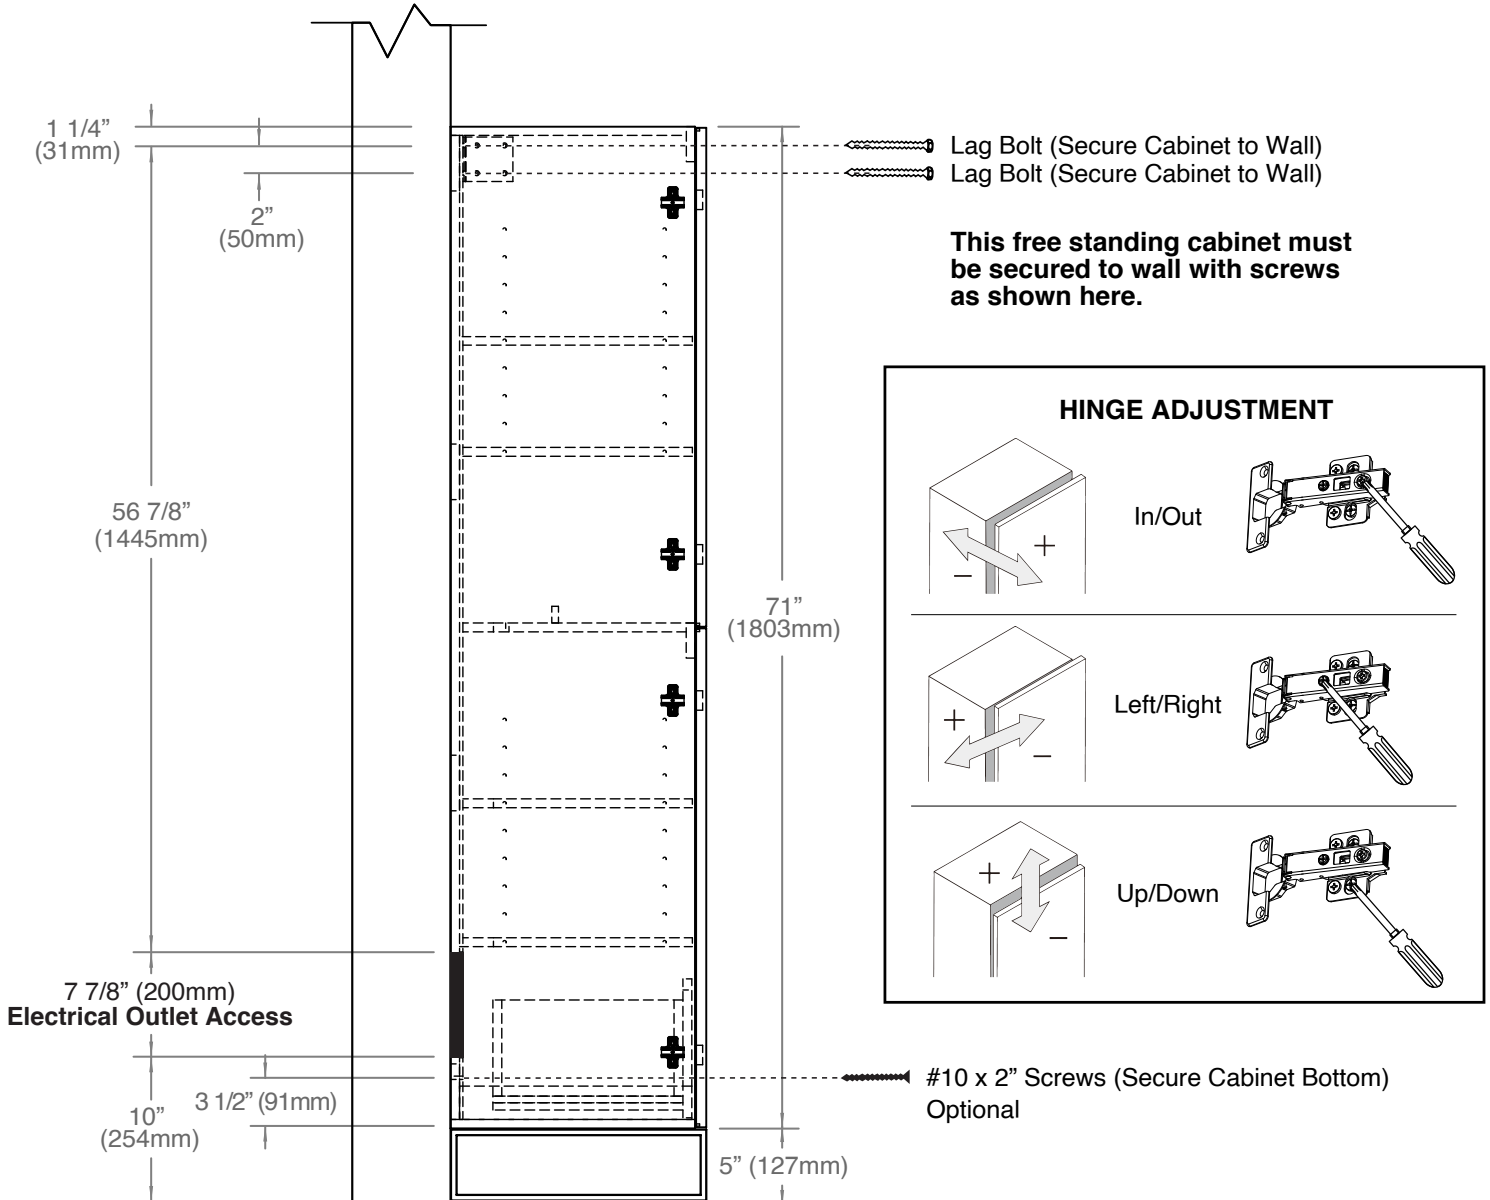 1 1/4”
(31mm)
2”
(50mm)
Lag Bolt (Secure Cabinet to Wall)
Lag Bolt (Secure Cabinet to Wall)
This free standing cabinet must
be secured to wall with screws
as shown here.
56 7/8”
(1445mm)
71”
(1803mm)
HINGE ADJUSTMENT
In/Out
+
−
Left/Right
+
−
Up/Down
+
−
7 7/8” (200mm)
Electrical Outlet Access
3 1/2” (91mm)
10”
(254mm)
#10 x 2” Screws (Secure Cabinet Bottom)
Optional
5” (127mm)